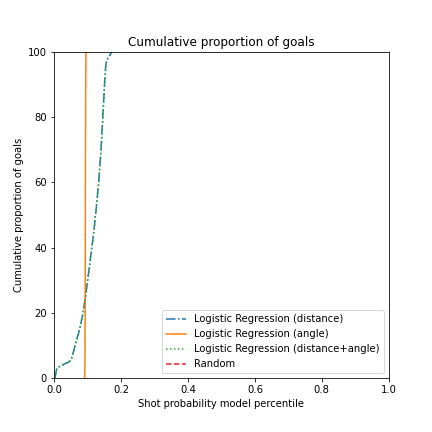 Cumulative proportion of goals
100
80
60
40
20
0
Cumulative proportion of goals
0.0 0.2 0.4 0.6 0.8 1.0
Shot probability model percentile
Logistic Regression (distance)
Logistic Regression (angle)
Logistic Regression (distance+angle)
Random